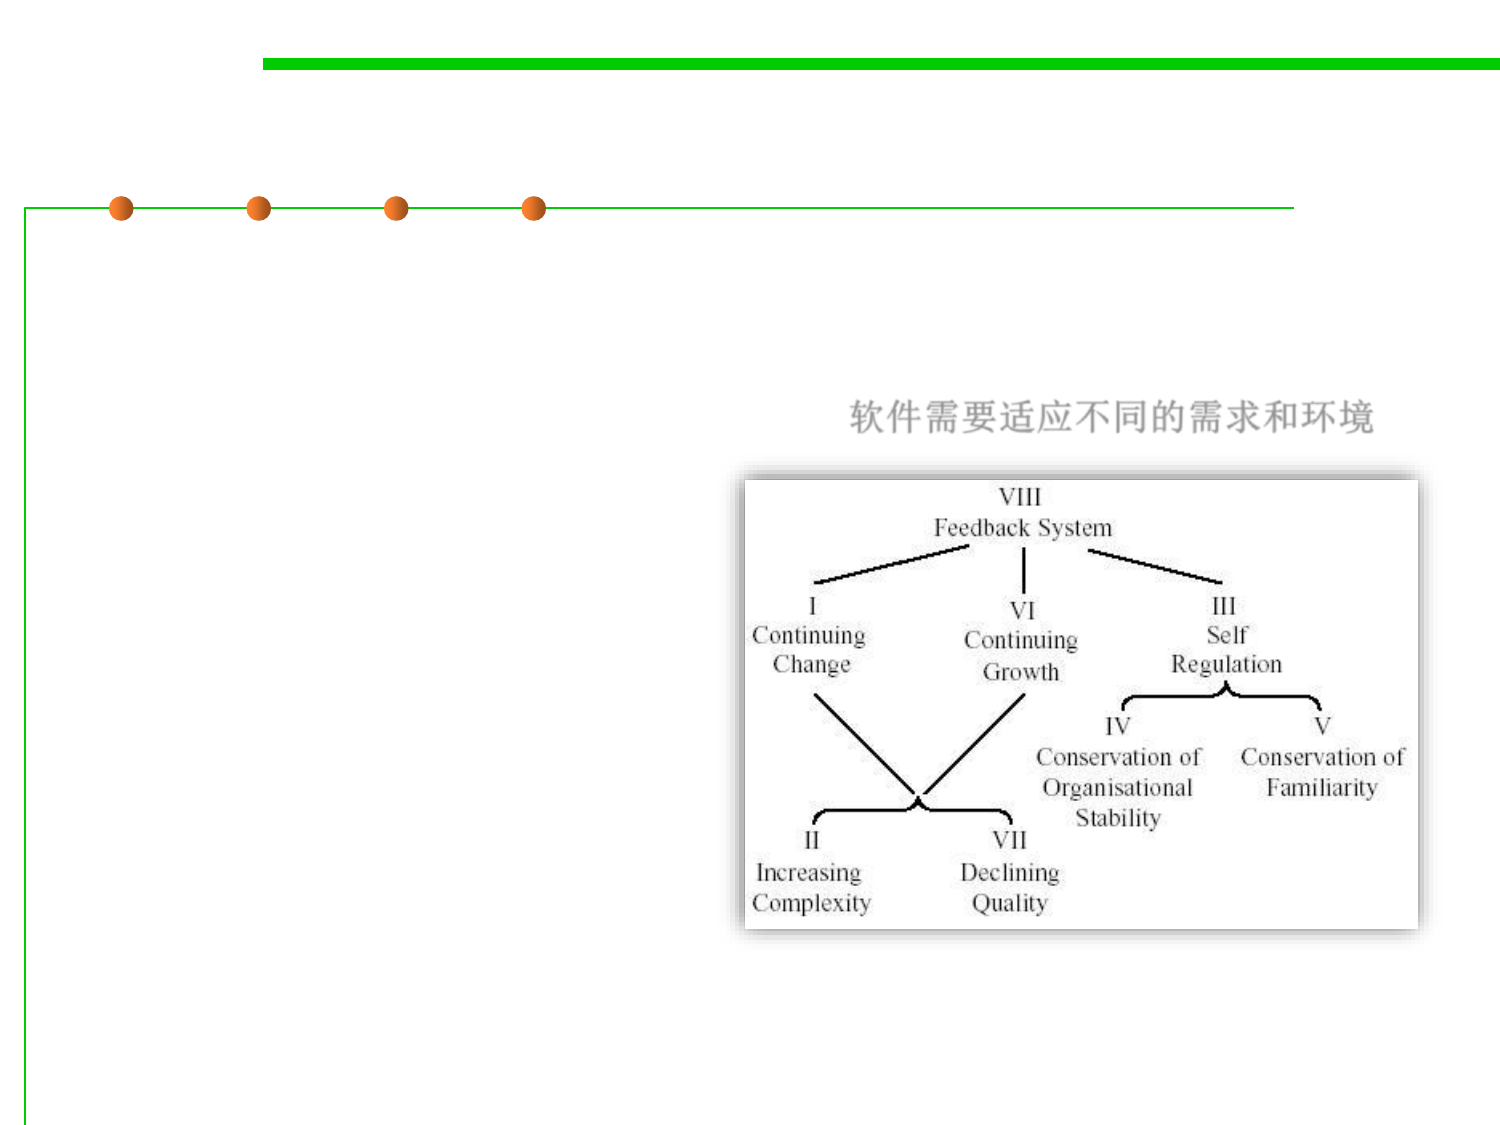 软件需要适应不同的需求和环境
VIII
Feedback System
I
Continuing
Change
VI
Continuing
Growth
III
Self
Regulation
IV
Conservation of
Organisational
Stability
V
Conservation of
Familiarity
II
Increasing
Complexity
VII
Declining
Quality